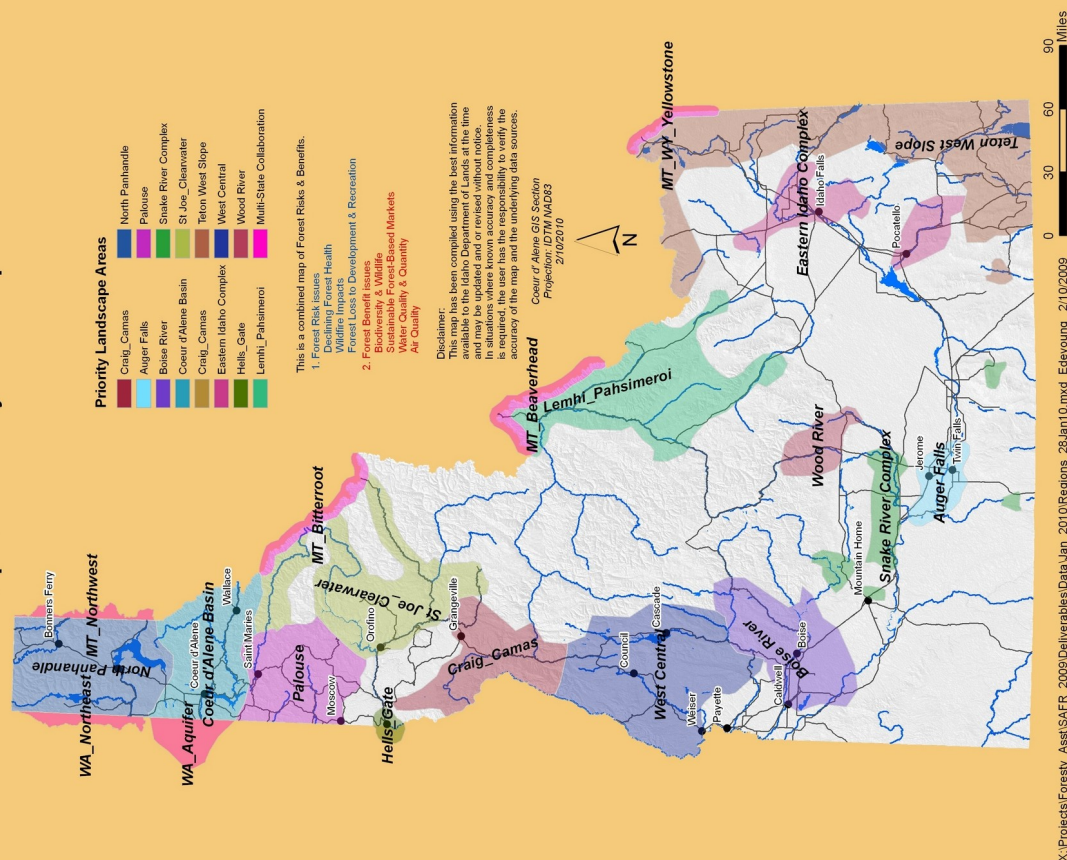 Priority Landscape Areas
Craig_Camas
Auger Falls
Boise River
Coeur d'Alene Basin
Craig_Camas
Eastern Idaho Complex
Hells_Gate
Lemhi_Pahsimeroi
North Panhandle
Palouse
Snake River Complex
St Joe_Clearwater
Teton West Slope
West Central
Wood River
Multi-State Collaboration
This is a combined map of Forest Risks & Benefits.
1. Forest Risk issues
Declining Forest Health
Wildfire Impacts
Forest Loss to Development & Recreation
2. Forest Benefit issues
Biodiversity & Wildlife
Sustainable Forest-Based Markets
Water Quality & Quantity
Air Quality
Disclaimer:
This map has been compiled using the best information
available to the Idaho Department of Lands at the time
and may be updated and or revised without notice.
In situations where known accuracy and completeness
is required, the user has the responsibility to verify the
accuracy of the map and the underlying data sources.
Coeur d' Alene GIS Section
Projection: IDTM NAD83
2/10/2010
N
Bonners Ferry
MT_Northwest
North Panhandle
WA_Northeast
Wallace
Coeur d'Alene Basin
Coeur d'Alene
WA_Aquifer
Saint Maries
Palouse
Moscow
MT_Bitterroot
St Joe_Clearwater
Orofino
Hells_Gate
Grangeville
Craig_Camas
MT_Beaverhead
Lemhi_Pahsimeroi
Council
Cascade
West Central
Weiser
Payette
Boise River
Boise
Caldwell
Mountain Home
Snake River Complex
Wood River
Jerome
Auger Falls
Twin Falls
MT_WY_Yellowstone
Eastern Idaho Complex
Idaho Falls
Pocatello
Teton West Slope
0 30 60 90
Miles
X:\Projects\Foresty_Asst\SAFR_2009\Deliverables\Data\Jan_2010\Regions_28Jan10.mxd Edevoung 2/10/2009